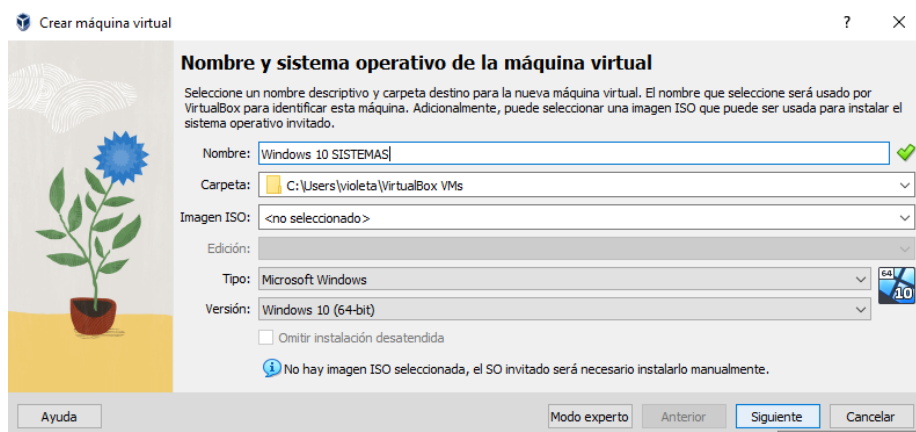 Crear máquina virtual
?
Nombre y sistema operativo de la máquina virtual
Seleccione un nombre descriptivo y carpeta destino para la nueva máquina virtual. El nombre que seleccione será usado por
VirtualBox para identificar esta máquina. Adicionalmente, puede seleccionar una imagen ISO que puede ser usada para instalar el
sistema operativo invitado.
Nombre: Windows 10 SISTEMAS
Carpeta: C:\Users\violeta\VirtualBox VMs
Imagen ISO: <no seleccionado>
Edición:
Tipo: Microsoft Windows
64
10
Versión: Windows 10 (64-bit)
Omitir instalación desatendida
No hay imagen ISO seleccionada, el SO invitado será necesario instalarlo manualmente.
Ayuda Modo experto Anterior Siguiente Cancelar